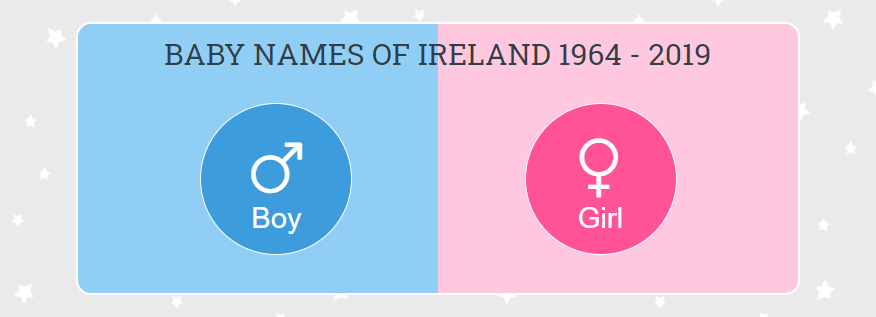 BABY NAMES OF IRELAND 1964 - 2019
Boy
Girl